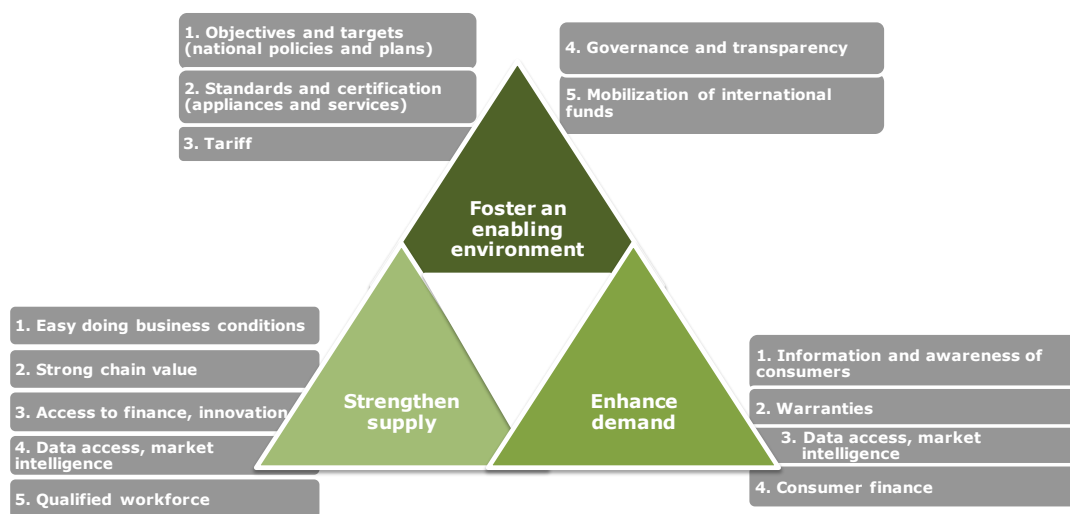 1. Objectives and targets
(national policies and plans)
2. Standards and certification
(appliances and services)
3. Tariff
4. Governance and transparency
5. Mobilization of international
funds
Foster an
enabling
environment
1. Easy doing business conditions
2. Strong chain value
3. Access to finance, innovation
4. Data access, market
intelligence
5. Qualified workforce
Strengthen
supply
Enhance
demand
1. Information and awareness of
consumers
2. Warranties
3. Data access, market
intelligence
4. Consumer finance